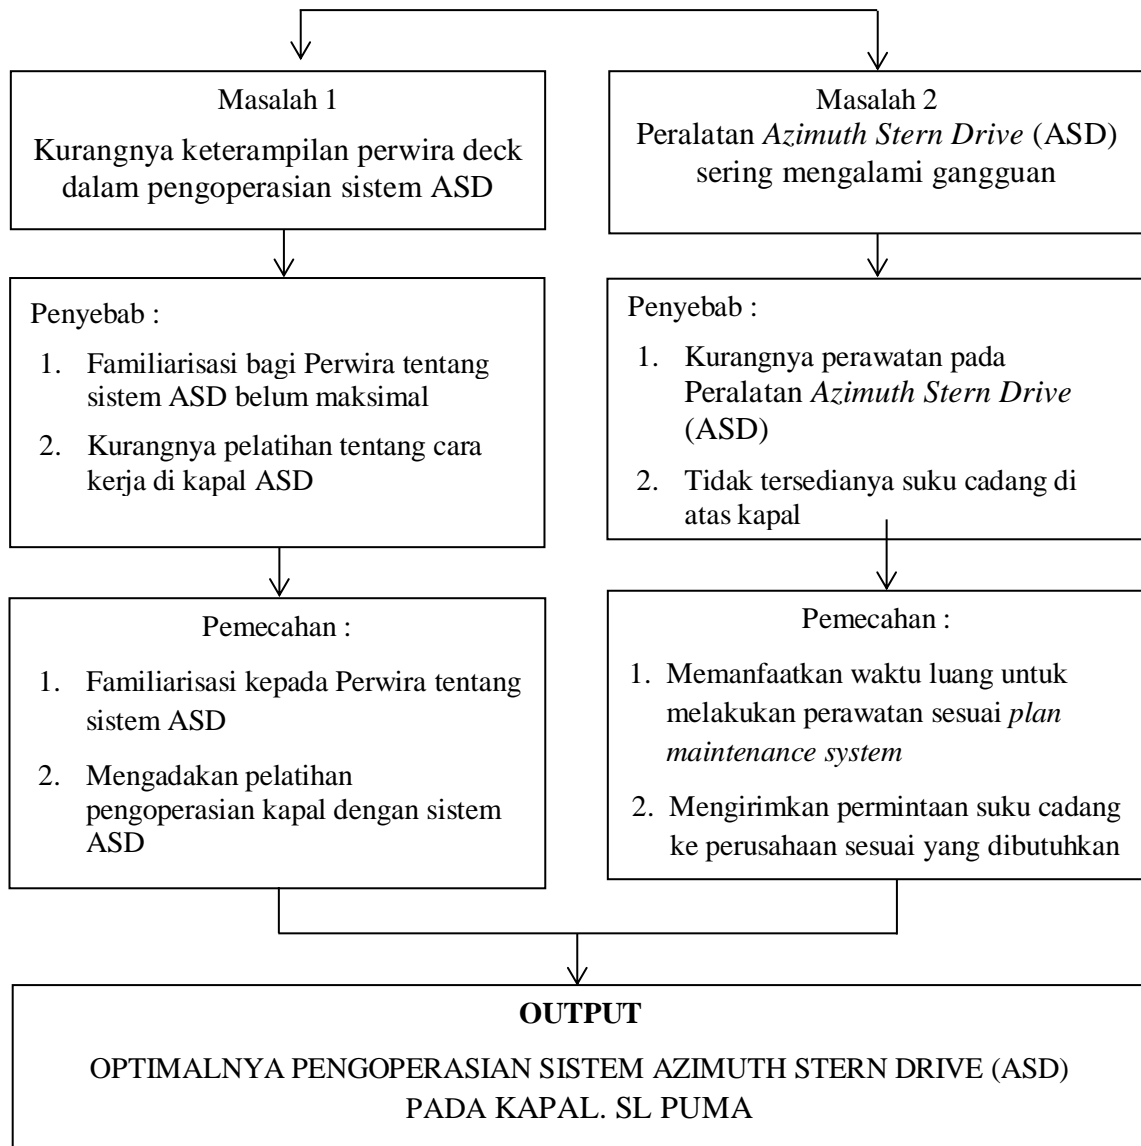 Masalah 1
Kurangnya keterampilan perwira deck
dalam pengoperasian sistem ASD
Masalah 2
Peralatan Azimuth Stern Drive (ASD)
sering mengalami gangguan
Penyebab :
1. Familiarisasi bagi Perwira tentang
sistem ASD belum maksimal
2. Kurangnya pelatihan tentang cara
kerja di kapal ASD
Penyebab :
1. Kurangnya perawatan pada
Peralatan Azimuth Stern Drive
(ASD)
2. Tidak tersedianya suku cadang di
atas kapal
Pemecahan :
1. Familiarisasi kepada Perwira tentang
sistem ASD
2. Mengadakan pelatihan
pengoperasian kapal dengan sistem
ASD
Pemecahan :
1. Memanfaatkan waktu luang untuk
melakukan perawatan sesuai plan
maintenance system
2. Mengirimkan permintaan suku cadang
ke perusahaan sesuai yang dibutuhkan
OUTPUT
OPTIMALNYA PENGOPERASIAN SISTEM AZIMUTH STERN DRIVE (ASD)
PADA KAPAL. SL PUMA